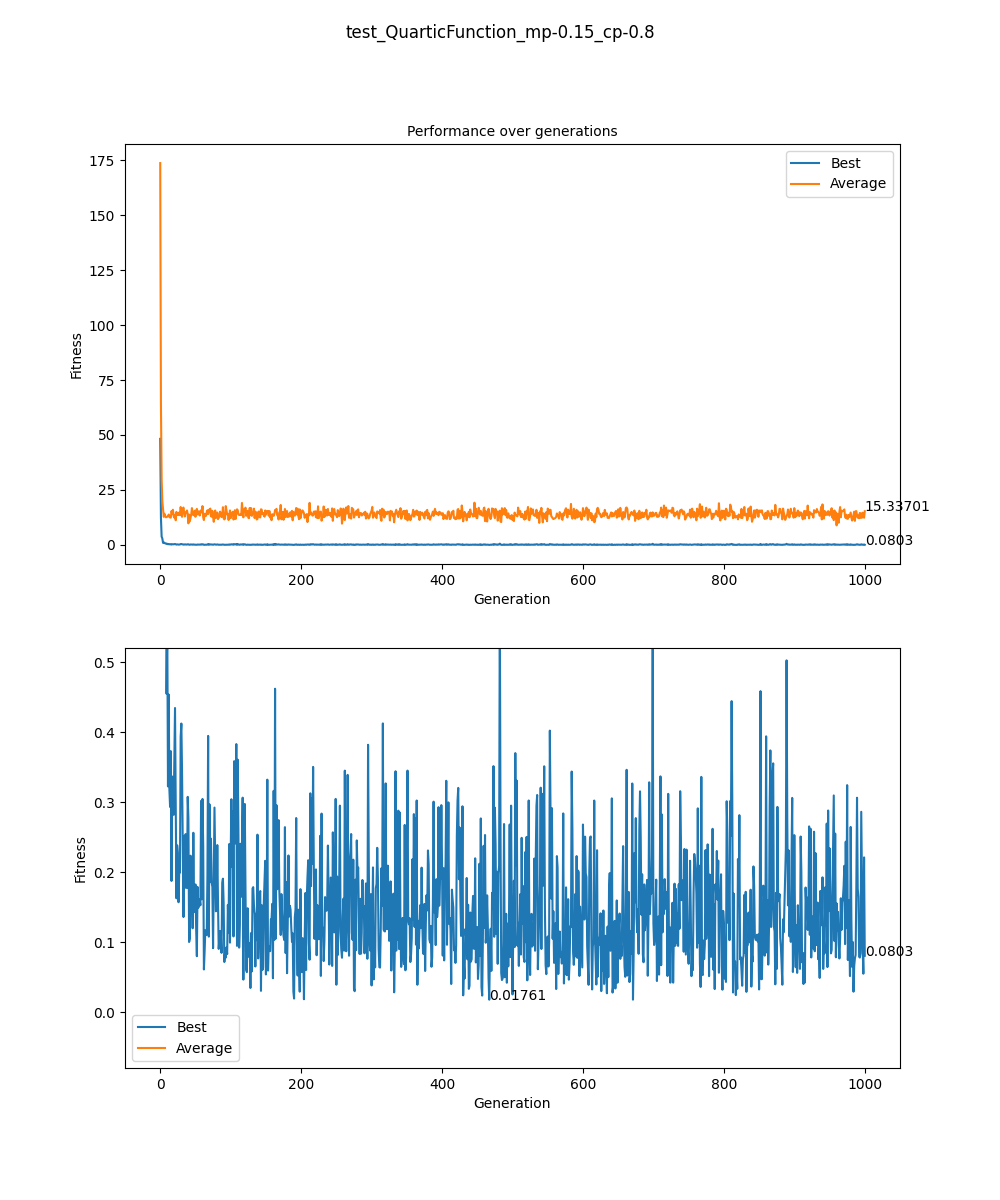 test_QuarticFunction_mp-0.15_cp-0.8
Performance over generations
175
150
125
100
75
50
25
0
Fitness
Best
Average
15.33701
0.0803
0 200 400 600 800 1000
Generation
0.5
0.4
0.3
0.2
0.1
0.0
Fitness
0.0803
0.01761
Best
Average
0 200 400 600 800 1000
Generation